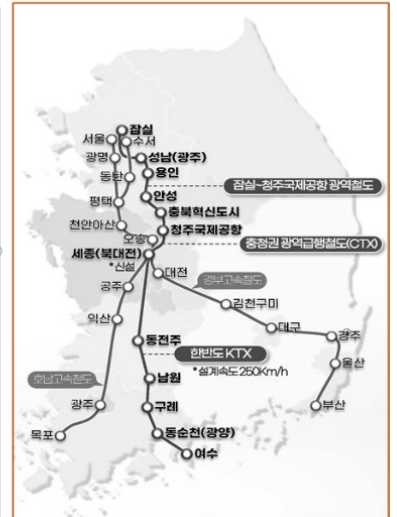 잠실
서울
수서
광명
성남(광주)
용인
동탄
잠실~청주국제공항 광역철도
안성
평택
충북혁신도시
천안아산
청주국제공항
오송
충청권 광역급행철도(CTX)
세종(북대전)
*신설
대전
경부고속철도
공주
김천구미
익산
대구
경주
동전주
한반도 KTX
*설계속도 250Km/h
울산
호남고속철도
남원
광주
구례
부산
목포
동순천(광양)
여수